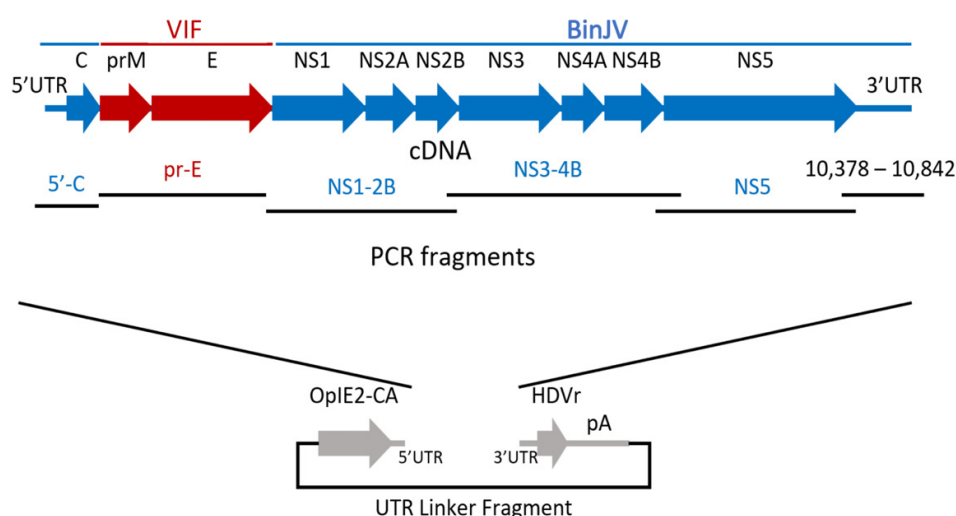 VIF BinJV
C prM E NS1 NS2A NS2B NS3 NS4A NS4B NS5
5’UTR 3’UTR
cDNA
5’-C pr-E NS1-2B NS3-4B NS5 10,378 – 10,842
PCR fragments
OpIE2-CA HDVr
pA
5’UTR 3’UTR
UTR Linker Fragment